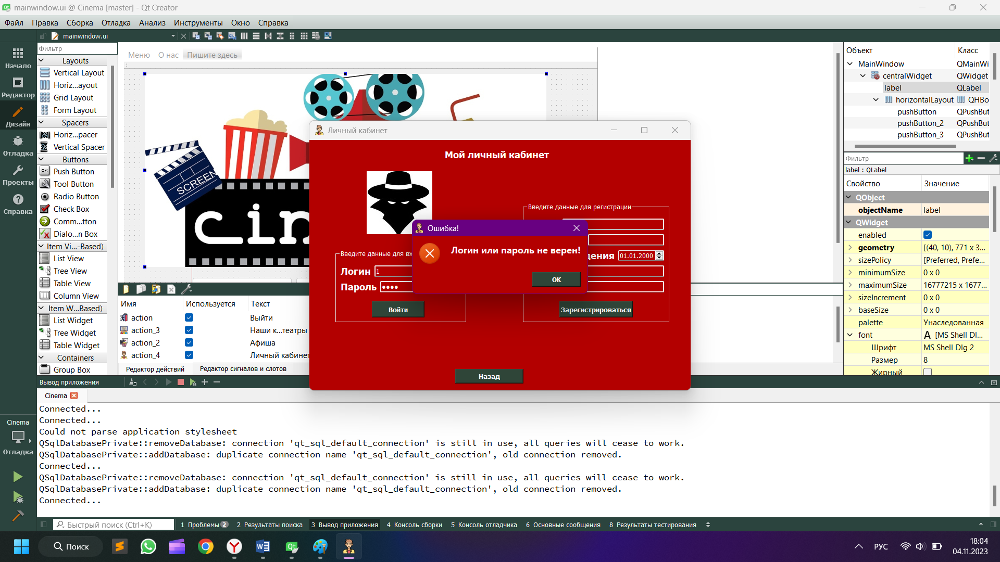 mainwindow.ui @ Cinema [master] - Qt Creator
Файл Правка Сборка Отладка Анализ Инструменты Окно Справка
mainwindow.ui
Начало
Редактор
Дизайн
Отладка
Проекты
Справка
Фильтр
Layouts
Vertical Layout
Horiz...ayout
Grid Layout
Form Layout
Spacers
Horiz...pacer
Vertical Spacer
Buttons
Push Button
Tool Button
Radio Button
Check Box
Comm...tton
Dialo...n Box
Item Vi...-Based)
List View
Tree View
Table View
Column View
Item W...Based)
List Widget
Tree Widget
Table Widget
Containers
Group Box
Меню О нас Пишите здесь
SCREEN
cin
Имя Используется Текст
action Выйти
action_3 Наши к...театры
action_2 Афиша
action_4 Личный кабинет
Редактор действий Редактор сигналов и слотов
Личный кабинет
Мой личный кабинет
Введите данные для вх
Логин 1
Пароль
Войти
Введите данные для регистрации
дения 01.01.2000
Зарегистрироваться
Назад
Ошибка!
Логин или пароль не верен!
OK
Объект Класс
MainWindow QMainWi
centralWidget QWidget
label QLabel
horizontalLayout QHBo
pushButton QPushBut
pushButton_2 QPushBut
pushButton_3 QPushBut
Фильтр
label : QLabel
Свойство Значение
QObject
objectName label
QWidget
enabled
geometry [(40, 10), 771 x 3...
sizePolicy [Preferred, Prefe...
minimumSize 0 x 0
maximumSize 16777215 x 1677...
sizeIncrement 0 x 0
baseSize 0 x 0
palette Унаследованная
font A [MS Shell Dl...
Шрифт MS Shell Dlg 2
Размер 8
Жирный
Вывод приложения
Cinema
Connected...
Connected...
Could not parse application stylesheet
QSqlDatabasePrivate::removeDatabase: connection 'qt_sql_default_connection' is still in use, all queries will cease to work.
QSqlDatabasePrivate::addDatabase: duplicate connection name 'qt_sql_default_connection', old connection removed.
Connected...
QSqlDatabasePrivate::removeDatabase: connection 'qt_sql_default_connection' is still in use, all queries will cease to work.
QSqlDatabasePrivate::addDatabase: duplicate connection name 'qt_sql_default_connection', old connection removed.
Connected...
Cinema
Отладка
Быстрый поиск (Ctrl+K) 1 Проблемы 2 2 Результаты поиска 3 Вывод приложения 4 Консоль сборки 5 Консоль отладчика 6 Основные сообщения 8 Результаты тестирования
Поиск
РУС
18:04
04.11.2023